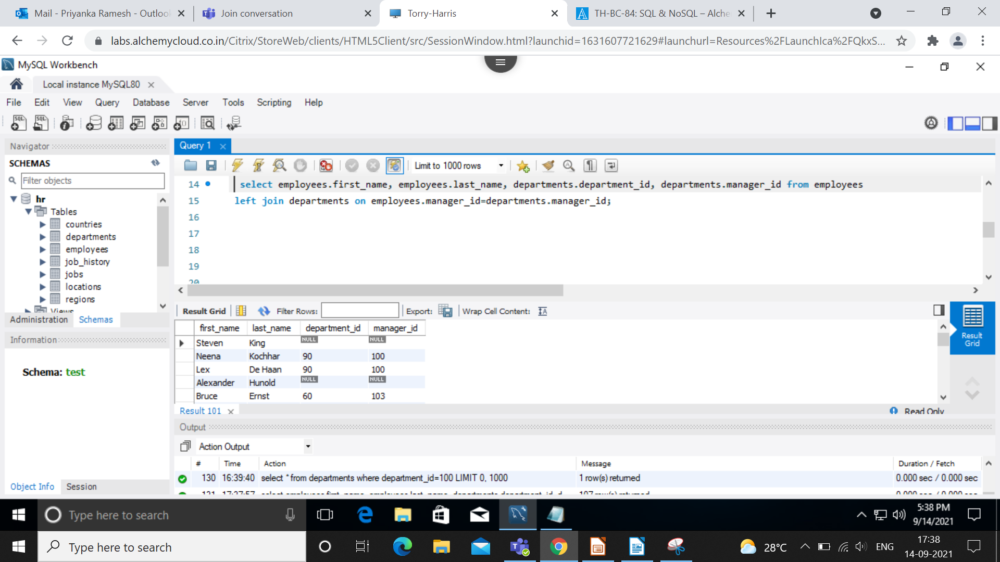 Mail - Priyanka Ramesh - Outloo
Join conversation
Torry-Harris
TH-BC-84: SQL & NoSQL – Alche
labs.alchemycloud.co.in/Citrix/StoreWeb/clients/HTML5Client/src/SessionWindow.html?launchid=1631607721629#launchurl=Resources%2FLaunchIca%2FQkxS...
MySQL Workbench
Local instance MySQL80
File Edit View Query Database Server Tools Scripting Help
Navigator
Query 1
SCHEMAS
Limit to 1000 rows
Filter objects
hr
Tables
countries
departments
employees
job_history
jobs
locations
regions
Views
14 select employees.first_name, employees.last_name, departments.department_id, departments.manager_id from employees
15 left join departments on employees.manager_id=departments.manager_id;
16
17
18
19
20
Administration Schemas
Information
Schema: test
Object Info Session
Result Grid Filter Rows: Export: Wrap Cell Content:
first_name last_name department_id manager_id
Steven King NULL NULL
Neena Kochhar 90 100
Lex De Haan 90 100
Alexander Hunold NULL NULL
Bruce Ernst 60 103
Result
Grid
Result 101
Read Only
Output
Action Output
# Time Action Message Duration / Fetch
130 16:39:40 select * from departments where department_id=100 LIMIT 0, 1000 1 row(s) returned 0.000 sec / 0.000 sec
131 17:37:57 select employees.first_name, employees.last_name, departments.department_id, d... 107 row(s) returned 0.000 sec / 0.000 sec
Type here to search
5:38 PM
9/14/2021
Type here to search
28°C
ENG
17:38
14-09-2021